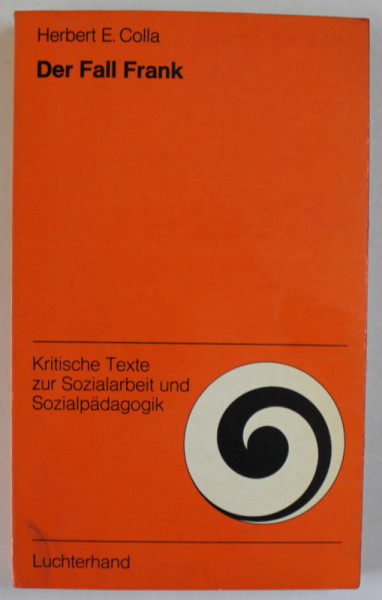 Herbert E. Colla
Der Fall Frank
Kritische Texte
zur Sozialarbeit und
Sozialpädagogik
Luchterhand